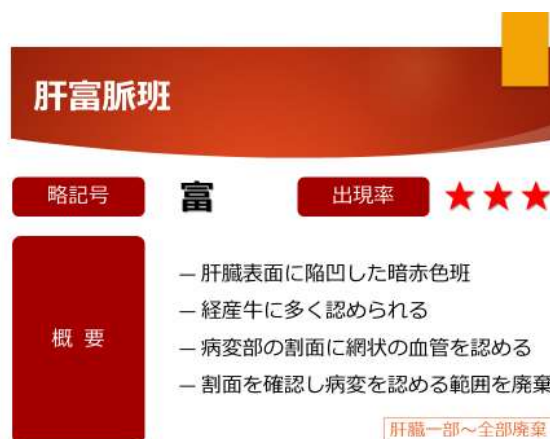 肝富脈班
略記号
富
出現率
★★★
概 要
― 肝臓表面に陥凹した暗赤色班
― 経産牛に多く認められる
― 病変部の割面に網状の血管を認める
― 割面を確認し病変を認める範囲を廃棄
肝臓一部~全部廃棄